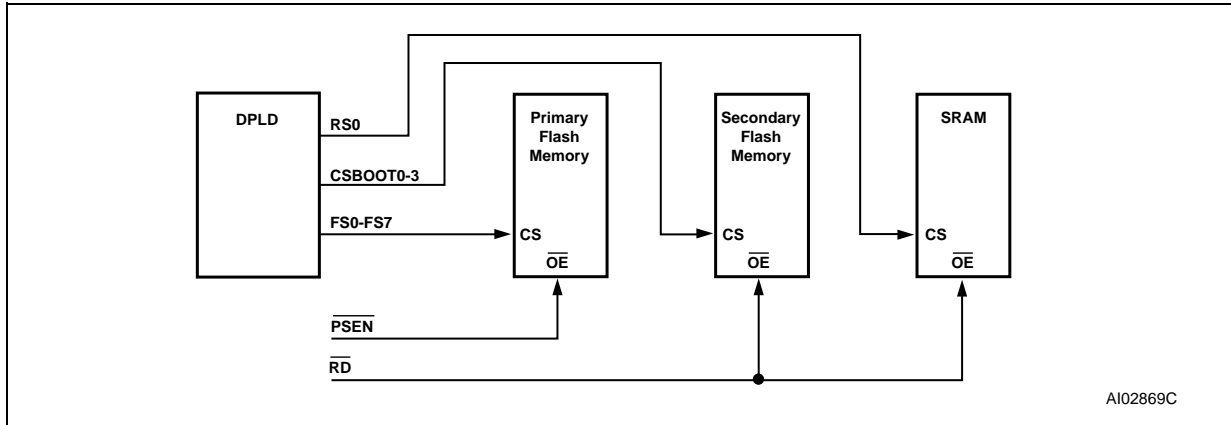 DPLD
RS0
CSBOOT0-3
FS0-FS7
Primary
Flash
Memory
CS
OE
Secondary
Flash
Memory
CS
OE
SRAM
CS
OE
PSEN
RD
AI02869C